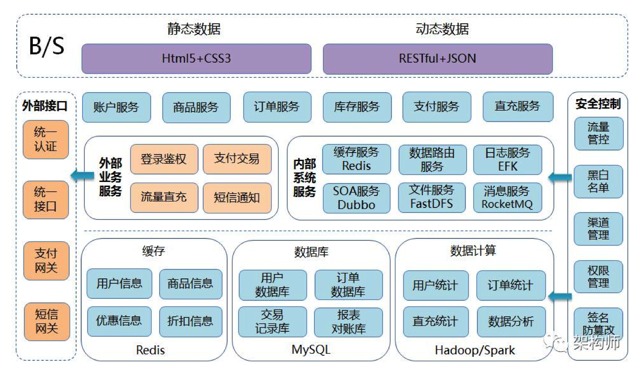 B/S
静态数据
动态数据
Html5+CSS3
RESTful+JSON
外部接口
统一
认证
统一
接口
支付
网关
短信
网关
账户服务
商品服务
订单服务
库存服务
支付服务
直充服务
外部
业务
服务
登录鉴权
支付交易
流量直充
短信通知
内部
系统
服务
缓存服务
Redis
数据路由
服务
日志服务
EFK
SOA服务
Dubbo
文件服务
FastDFS
消息服务
RocketMQ
缓存
用户信息
商品信息
优惠信息
折扣信息
Redis
数据库
用户
数据库
订单
数据库
交易
记录库
报表
对账库
MySQL
数据计算
用户统计
订单统计
直充统计
数据分析
Hadoop/Spark
安全控制
流量
管控
黑白
名单
渠道
管理
权限
管理
签名
防篡改
架构师